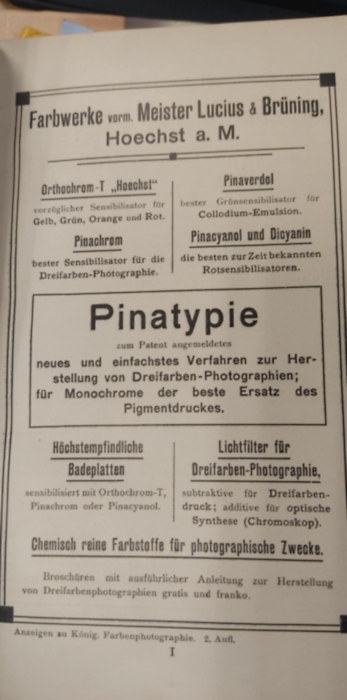 Farbwerke vorm. Meister Lucius & Brüning,
Hoechst a. M.
Orthochrom-T „Hoechst“
vorzüglicher Sensibilisator für
Gelb, Grün, Orange und Rot.
Pinachrom
bester Sensibilisator für die
Dreifarben-Photographie.
Pinaverdol
bester Grünsensibilisator für
Collodium-Emulsion.
Pinacyanol und Dicyanin
die besten zur Zeit bekannten
Rotsensibilisatoren.
Pinatypie
zum Patent angemeldetes
neues und einfachstes Verfahren zur Her-
stellung von Dreifarben-Photographien;
für Monochrome der beste Ersatz des
Pigmentdruckes.
Höchstempfindliche
Badeplatten
sensibilisiert mit Orthochrom-T,
Pinachrom oder Pinacyanol.
Lichtfilter für
Dreifarben-Photographie,
subtraktive für Dreifarben-
druck; additive für optische
Synthese (Chromoskop).
Chemisch reine Farbstoffe für photographische Zwecke.
Broschüren mit ausführlicher Anleitung zur Herstellung
von Dreifarbenphotographien gratis und franko.
Anzeigen zu König, Farbenphotographie. 2. Aufl.
I